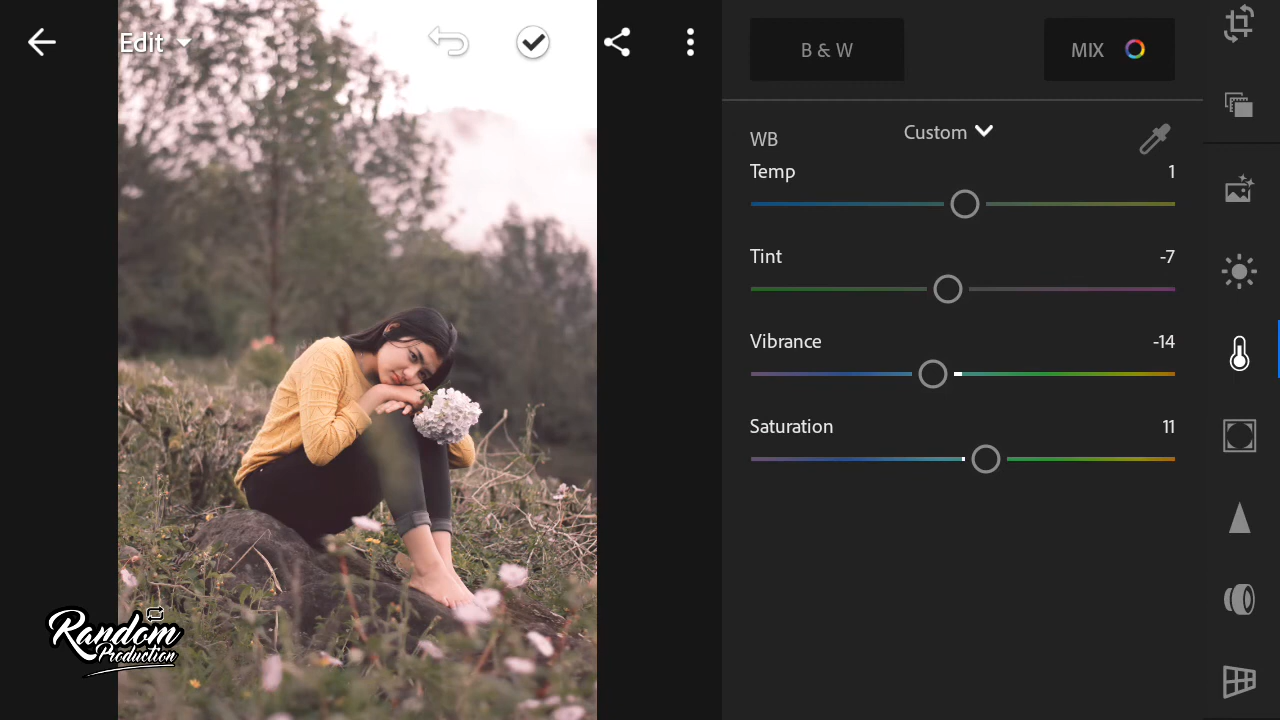 Edit
B & W
MIX
WB
Custom
Temp
1
Tint
-7
Vibrance
-14
Saturation
11
Random
Production